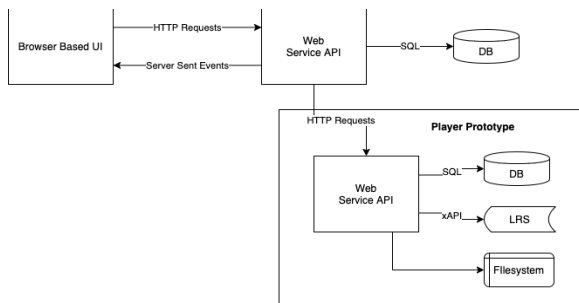 HTTP Requests
Browser Based UI
Web
Service API
SQL
DB
Server Sent Events
HTTP Requests
Player Prototype
Web
Service API
SQL
DB
xAPI
LRS
FIlesystem